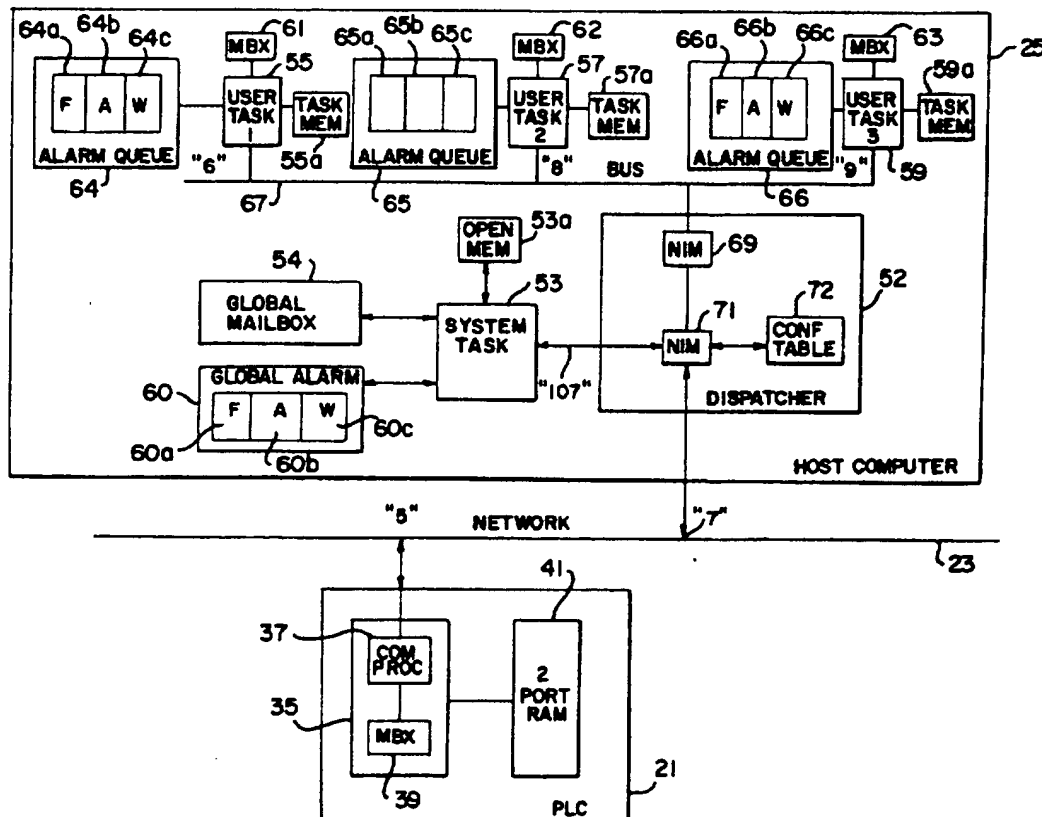 64a 64b 64c 61 65a 65b 65c 62 66a 66b 66c 63 25
MBX 55 MBX 57 57a MBX 59a
F A W USER TASK 1 TASK MEM USER TASK 2 TASK MEM F A W USER TASK 3 TASK MEM
ALARM QUEUE "6" 55a ALARM QUEUE "8" ALARM QUEUE "9"
64 67 65 BUS 66 59
OPEN MEM 53a NIM 69
54 53 52
GLOBAL MAILBOX SYSTEM TASK 71 72
NIM CONF TABLE
GLOBAL ALARM "107" DISPATCHER
60 F A W 60c
60a 60b
HOST COMPUTER
"5" NETWORK "7"
23
41
37 COM PROC 2 PORT RAM
35 MBX
39 PLC 21